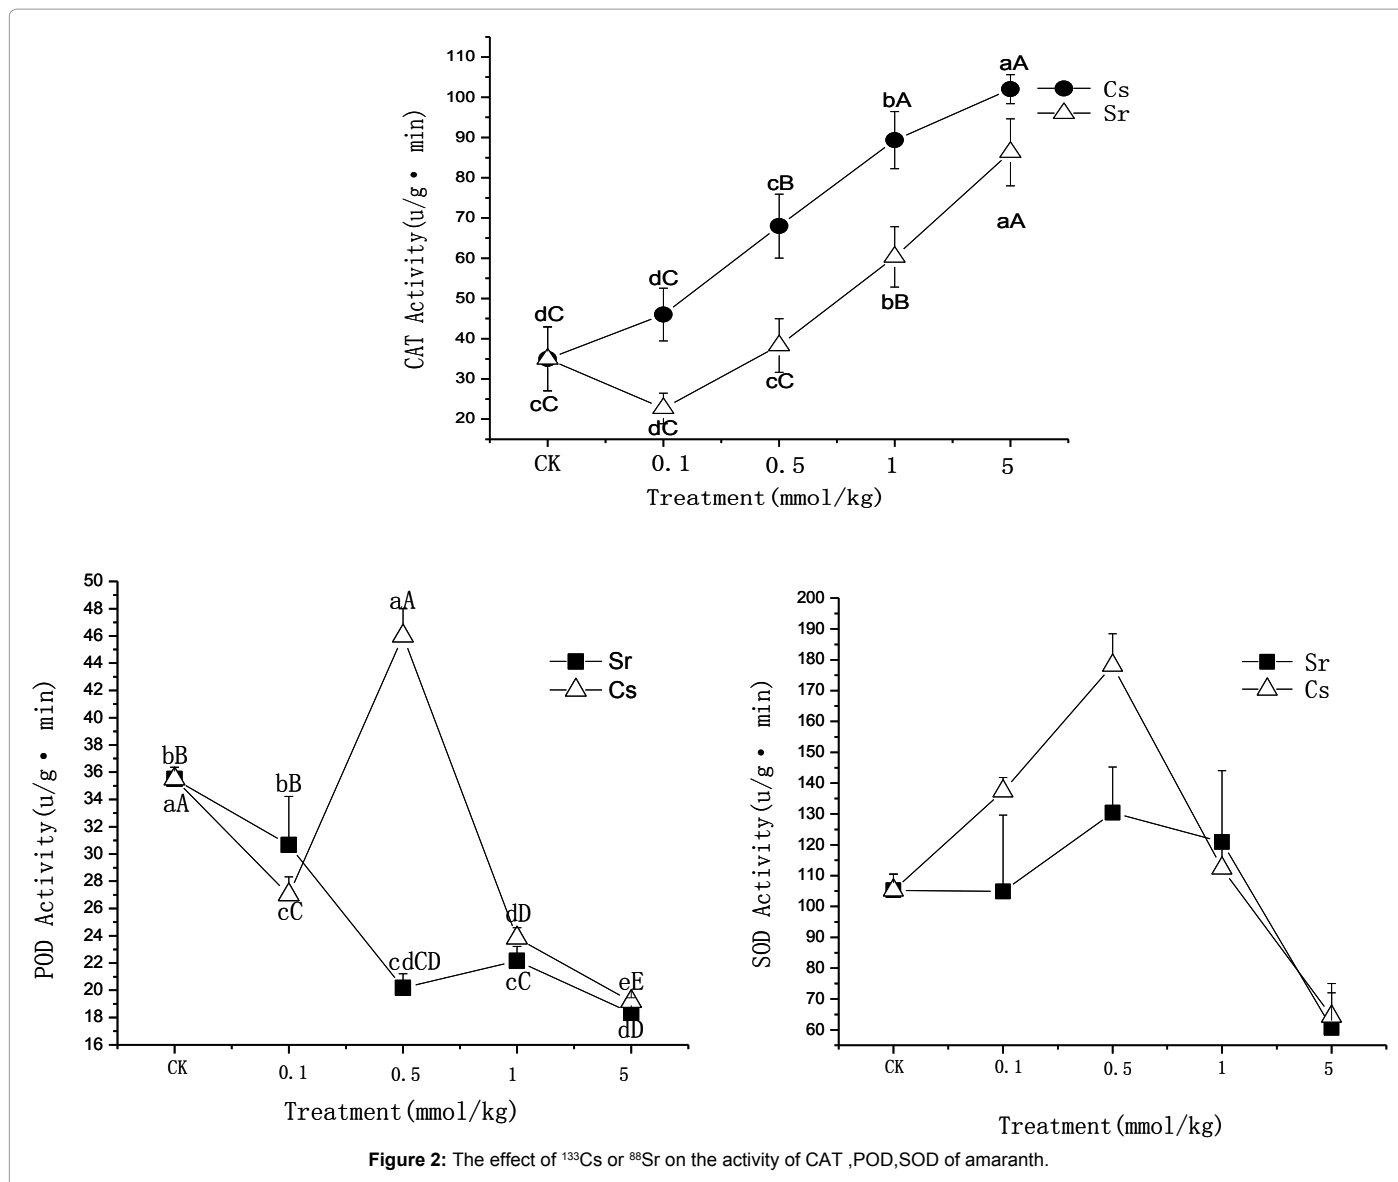 110
100
90
80
70
60
50
40
30
20
CAT Activity(u/g• min)
aA
bA
cB
dC
dC
cC
dC
cC
bB
aA
Cs
Sr
CK 0.1 0.5 1 5
Treatment(mmol/kg)
50
48
46
44
42
40
38
36
34
32
30
28
26
24
22
20
18
16
POD Activity(u/g• min)
aA
bB
aA
bB
cC
cdCD
dD
cC
eE
dD
Sr
Cs
CK 0.1 0.5 1 5
Treatment(mmol/kg)
200
190
180
170
160
150
140
130
120
110
100
90
80
70
60
SOD Activity(u/g• min)
Sr
Cs
CK 0.1 0.5 1 5
Treatment(mmol/kg)
Figure 2: The effect of ¹³³Cs or ⁸⁸Sr on the activity of CAT ,POD,SOD of amaranth.